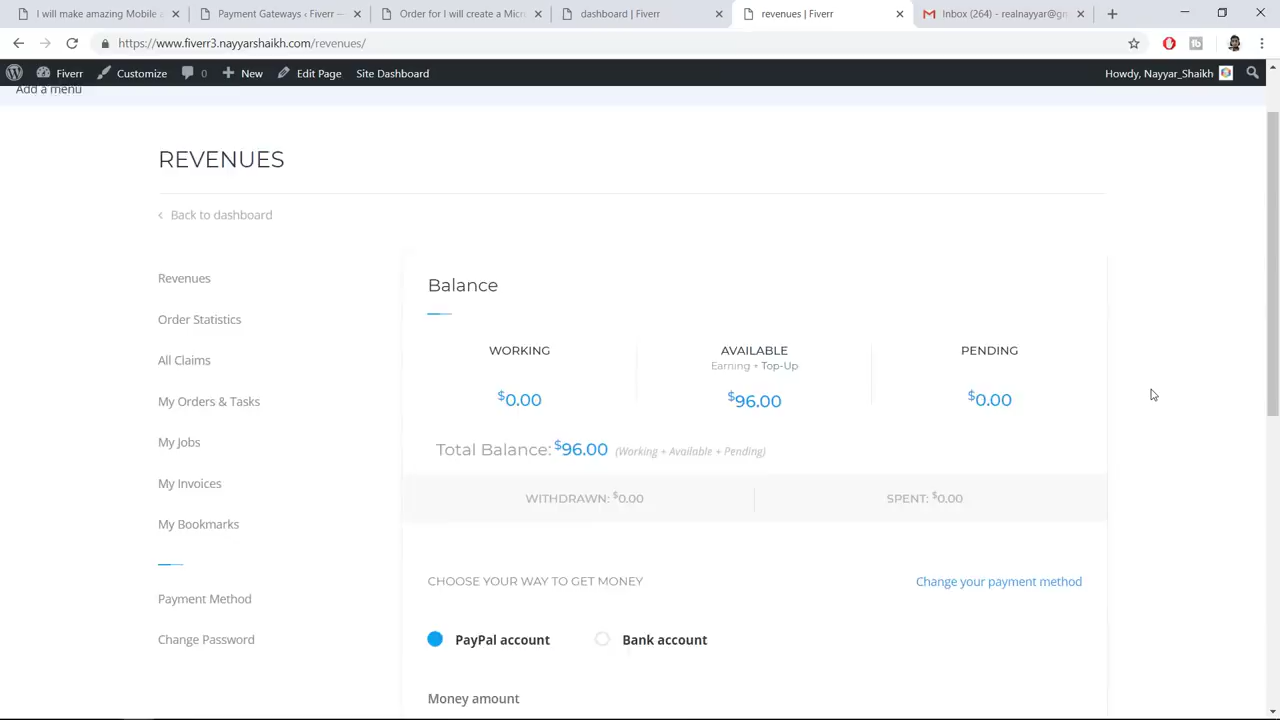 I will make amazing Mobile
Payment Gateways ‹ Fiverr —
Order for I will create a Micr
dashboard | Fiverr
revenues | Fiverr
Inbox (264) - realnayyar@gm
https://www.fiverr3.nayyarshaikh.com/revenues/
Fiverr
Customize
0
New
Edit Page
Site Dashboard
Howdy, Nayyar_Shaikh
Add a menu
REVENUES
Back to dashboard
Revenues
Order Statistics
All Claims
My Orders & Tasks
My Jobs
My Invoices
My Bookmarks
Payment Method
Change Password
Balance
WORKING
$0.00
AVAILABLE
Earning + Top-Up
$96.00
PENDING
$0.00
Total Balance: $96.00 (Working + Available + Pending)
WITHDRAWN: $0.00
SPENT: $0.00
CHOOSE YOUR WAY TO GET MONEY
Change your payment method
PayPal account
Bank account
Money amount